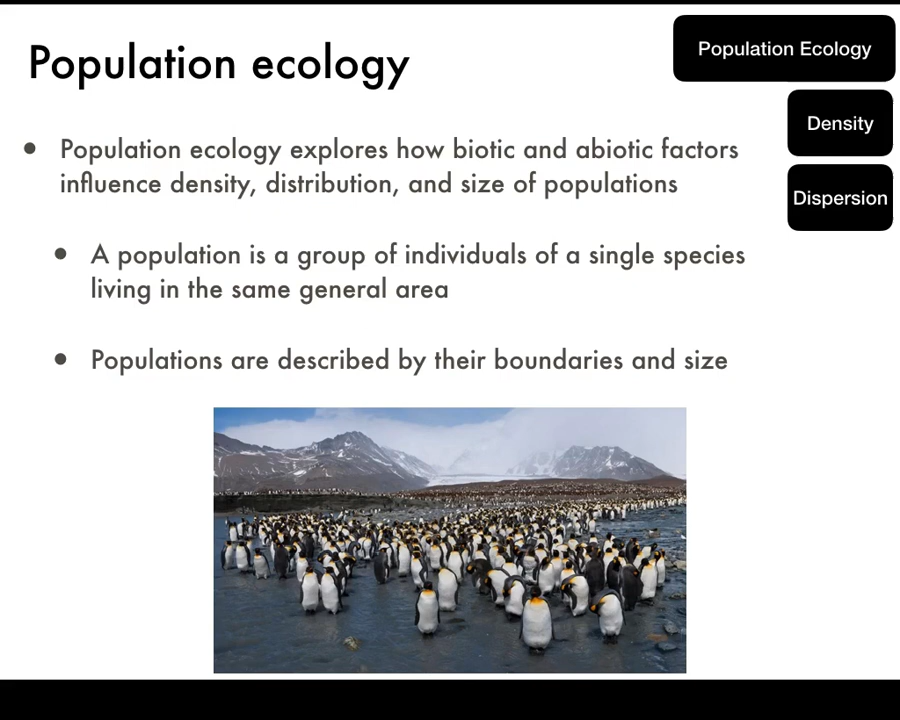 Population ecology
Population Ecology
Density
Dispersion
• Population ecology explores how biotic and abiotic factors
influence density, distribution, and size of populations
• A population is a group of individuals of a single species
living in the same general area
• Populations are described by their boundaries and size